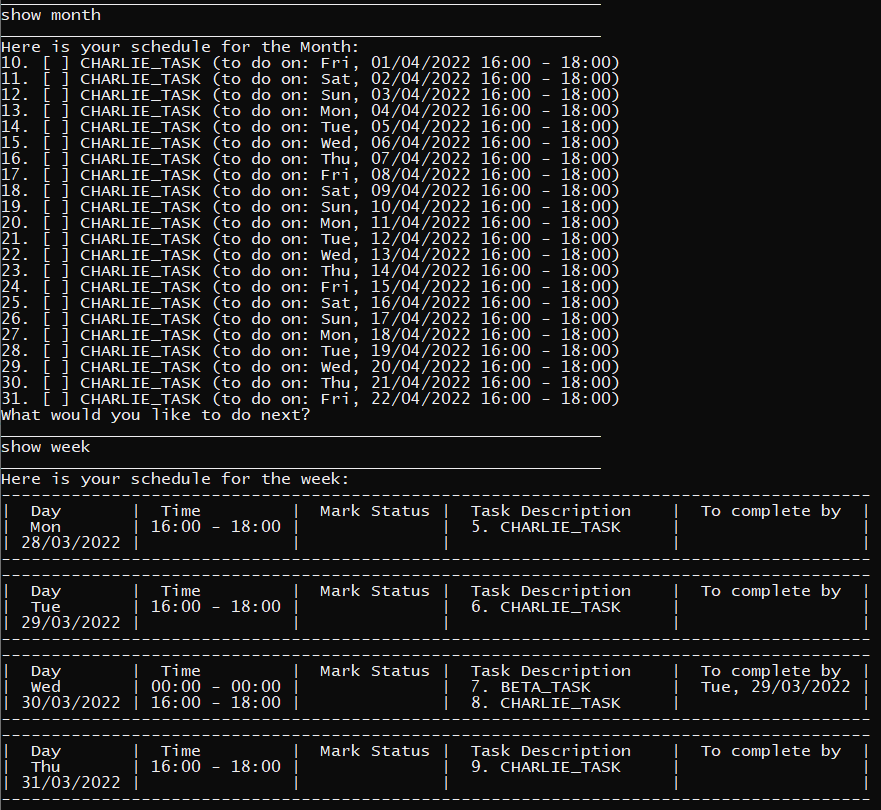 show month
Here is your schedule for the Month:
10. [ ] CHARLIE_TASK (to do on: Fri, 01/04/2022 16:00 - 18:00)
11. [ ] CHARLIE_TASK (to do on: Sat, 02/04/2022 16:00 - 18:00)
12. [ ] CHARLIE_TASK (to do on: Sun, 03/04/2022 16:00 - 18:00)
13. [ ] CHARLIE_TASK (to do on: Mon, 04/04/2022 16:00 - 18:00)
14. [ ] CHARLIE_TASK (to do on: Tue, 05/04/2022 16:00 - 18:00)
15. [ ] CHARLIE_TASK (to do on: Wed, 06/04/2022 16:00 - 18:00)
16. [ ] CHARLIE_TASK (to do on: Thu, 07/04/2022 16:00 - 18:00)
17. [ ] CHARLIE_TASK (to do on: Fri, 08/04/2022 16:00 - 18:00)
18. [ ] CHARLIE_TASK (to do on: Sat, 09/04/2022 16:00 - 18:00)
19. [ ] CHARLIE_TASK (to do on: Sun, 10/04/2022 16:00 - 18:00)
20. [ ] CHARLIE_TASK (to do on: Mon, 11/04/2022 16:00 - 18:00)
21. [ ] CHARLIE_TASK (to do on: Tue, 12/04/2022 16:00 - 18:00)
22. [ ] CHARLIE_TASK (to do on: Wed, 13/04/2022 16:00 - 18:00)
23. [ ] CHARLIE_TASK (to do on: Thu, 14/04/2022 16:00 - 18:00)
24. [ ] CHARLIE_TASK (to do on: Fri, 15/04/2022 16:00 - 18:00)
25. [ ] CHARLIE_TASK (to do on: Sat, 16/04/2022 16:00 - 18:00)
26. [ ] CHARLIE_TASK (to do on: Sun, 17/04/2022 16:00 - 18:00)
27. [ ] CHARLIE_TASK (to do on: Mon, 18/04/2022 16:00 - 18:00)
28. [ ] CHARLIE_TASK (to do on: Tue, 19/04/2022 16:00 - 18:00)
29. [ ] CHARLIE_TASK (to do on: Wed, 20/04/2022 16:00 - 18:00)
30. [ ] CHARLIE_TASK (to do on: Thu, 21/04/2022 16:00 - 18:00)
31. [ ] CHARLIE_TASK (to do on: Fri, 22/04/2022 16:00 - 18:00)
What would you like to do next?
show week
Here is your schedule for the week:
| Day | Time | Mark Status | Task Description | To complete by |
| Mon | 16:00 - 18:00 | | 5. CHARLIE_TASK | |
| 28/03/2022 | | | | |
| Day | Time | Mark Status | Task Description | To complete by |
| Tue | 16:00 - 18:00 | | 6. CHARLIE_TASK | |
| 29/03/2022 | | | | |
| Day | Time | Mark Status | Task Description | To complete by |
| Wed | 00:00 - 00:00 | | 7. BETA_TASK | Tue, 29/03/2022 |
| 30/03/2022 | 16:00 - 18:00 | | 8. CHARLIE_TASK | |
| Day | Time | Mark Status | Task Description | To complete by |
| Thu | 16:00 - 18:00 | | 9. CHARLIE_TASK | |
| 31/03/2022 | | | | |